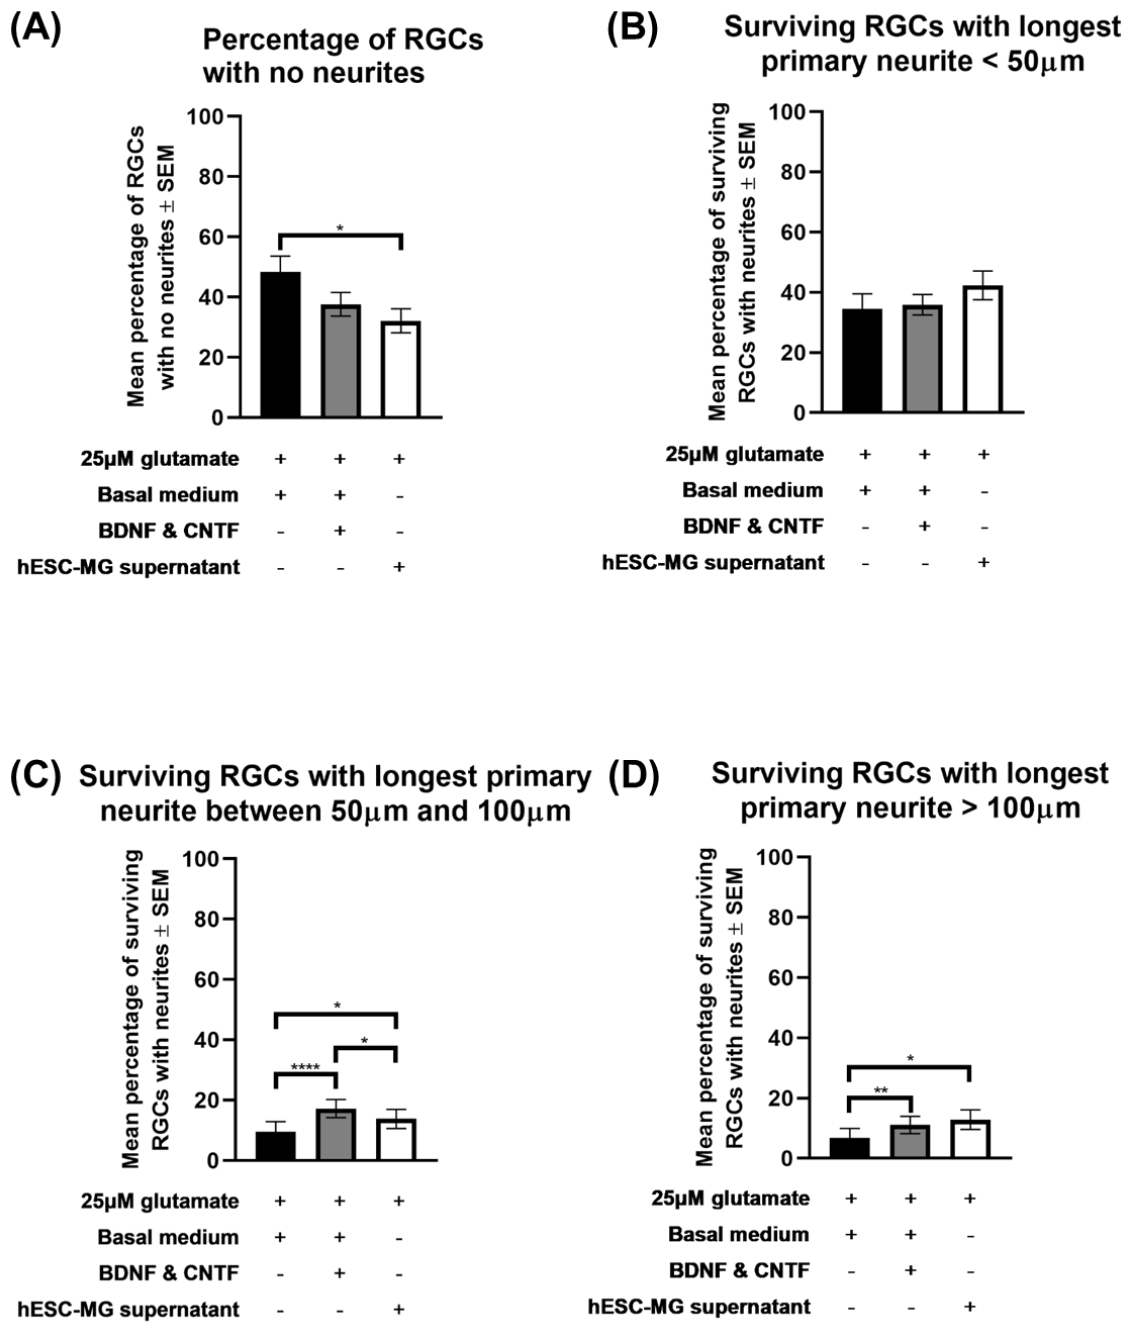 (A)
Percentage of RGCs
with no neurites
Mean percentage of RGCs
with no neurites ± SEM
100
80
60
40
20
0
*
25µM glutamate + + +
Basal medium + + -
BDNF & CNTF - + -
hESC-MG supernatant - - +
(B)
Surviving RGCs with longest
primary neurite < 50µm
Mean percentage of surviving
RGCs with neurites ± SEM
100
80
60
40
20
0
25µM glutamate + + +
Basal medium + + -
BDNF & CNTF - + -
hESC-MG supernatant - - +
(C)
Surviving RGCs with longest primary
neurite between 50µm and 100µm
Mean percentage of surviving
RGCs with neurites ± SEM
100
80
60
40
20
0
*
*
****
25µM glutamate + + +
Basal medium + + -
BDNF & CNTF - + -
hESC-MG supernatant - - +
(D)
Surviving RGCs with longest
primary neurite > 100µm
Mean percentage of surviving
RGCs with neurites ± SEM
100
80
60
40
20
0
*
**
25µM glutamate + + +
Basal medium + + -
BDNF & CNTF - + -
hESC-MG supernatant - - +